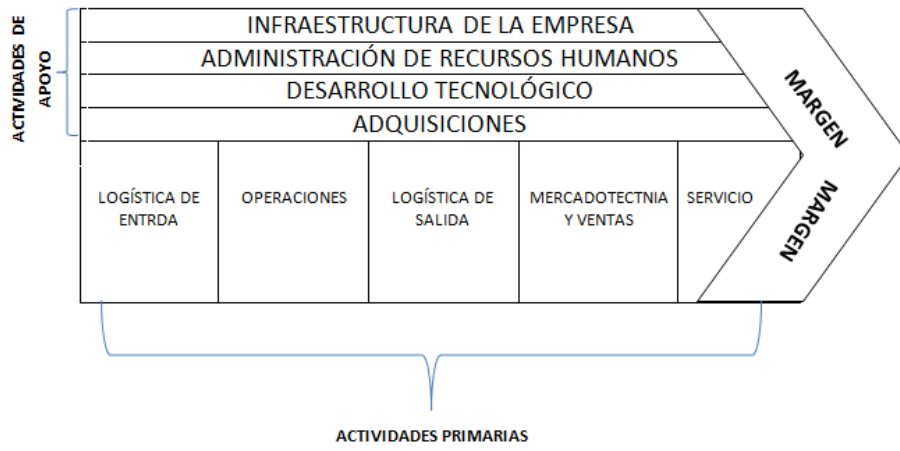 ACTIVIDADES DE
APOYO
INFRAESTRUCTURA DE LA EMPRESA
ADMINISTRACIÓN DE RECURSOS HUMANOS
DESARROLLO TECNOLÓGICO
ADQUISICIONES
LOGÍSTICA DE
ENTRDA
OPERACIONES
LOGÍSTICA DE
SALIDA
MERCADOTECTNIA
Y VENTAS
SERVICIO
MARGEN
MARGEN
ACTIVIDADES PRIMARIAS